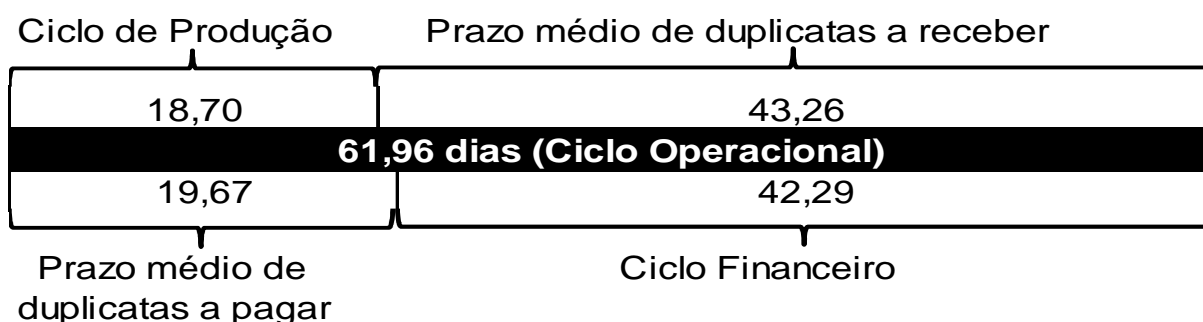 Ciclo de Produção Prazo médio de duplicatas a receber
18,70 43,26
61,96 dias (Ciclo Operacional)
19,67 42,29
Prazo médio de Ciclo Financeiro
duplicatas a pagar